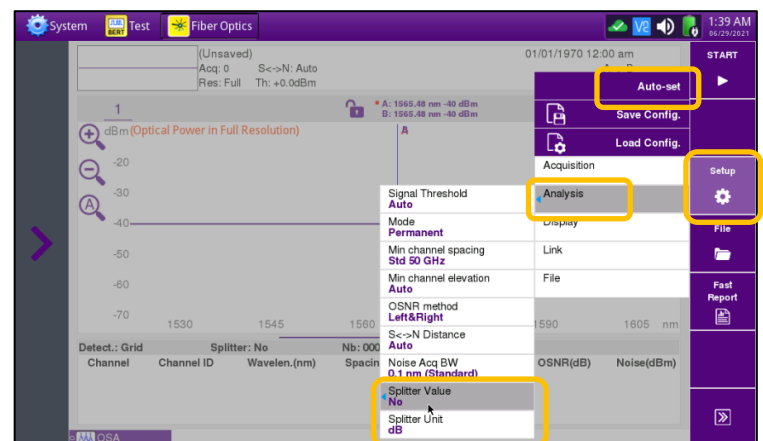 System
BERT Test
Fiber Optics
V2
1:39 AM
06/29/2021
(Unsaved)
01/01/1970 12:00 am
Acq: 0 S<->N: Auto
Res: Full Th: +0.0dBm
1
* A: 1565.48 nm -40 dBm
B: 1565.48 nm -40 dBm
dBm (Optical Power in Full Resolution)
A
-20
-30
A
-40
-50
-60
-70
1530 1545 1560 1590 1605 nm
Detect.: Grid Splitter: No Nb: 000
Channel Channel ID Wavelen.(nm) Spacin OSNR(dB) Noise(dBm)
OSA
Auto-set
Save Config.
Load Config.
Acquisition
Analysis
Display
Link
File
Signal Threshold
Auto
Mode
Permanent
Min channel spacing
Std 50 GHz
Min channel elevation
Auto
OSNR method
Left&Right
S<->N Distance
Auto
Noise Acq BW
0.1 nm (Standard)
Splitter Value
No
Splitter Unit
dB
START
Setup
File
Fast
Report